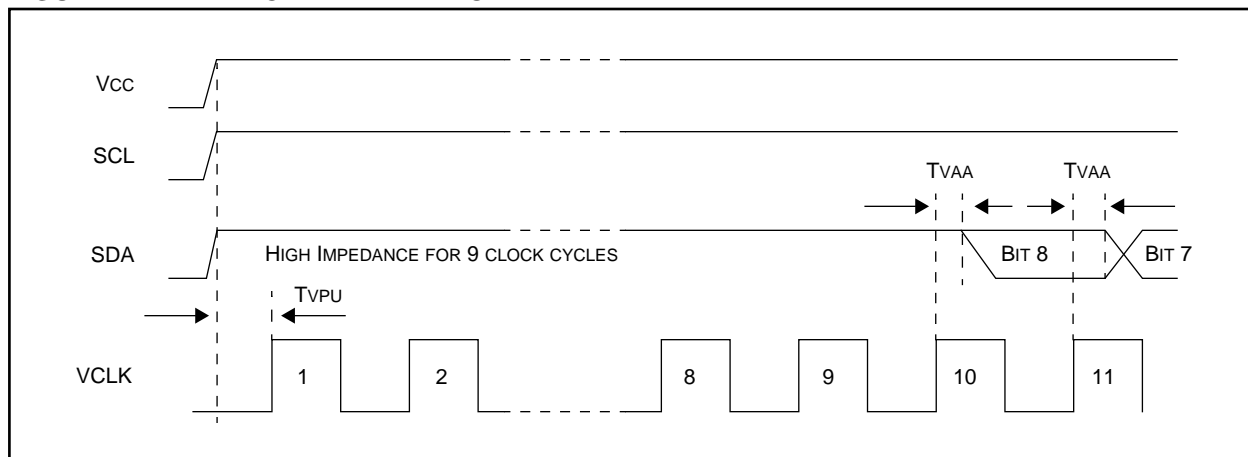 VCC
SCL
TVAA TVAA
SDA HIGH IMPEDANCE FOR 9 CLOCK CYCLES BIT 8 BIT 7
TVPU
VCLK 1 2 8 9 10 11